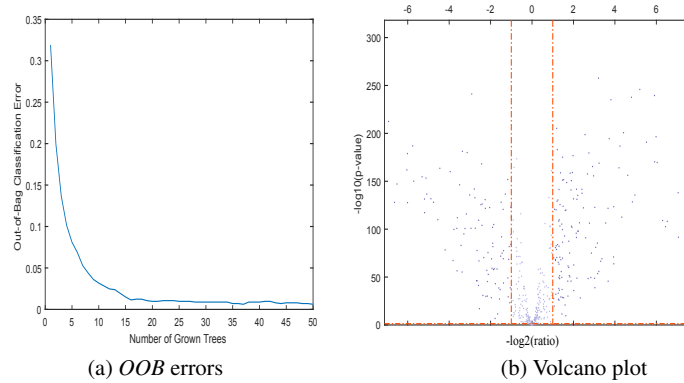 -6 -4 -2 0 2 4 6
0.35
0.3
0.25
0.2
0.15
0.1
0.05
0
Out-of-Bag Classification Error
0 5 10 15 20 25 30 35 40 45 50
Number of Grown Trees
(a) OOB errors
300
250
200
150
100
50
0
-log10(p-value)
-log2(ratio)
(b) Volcano plot